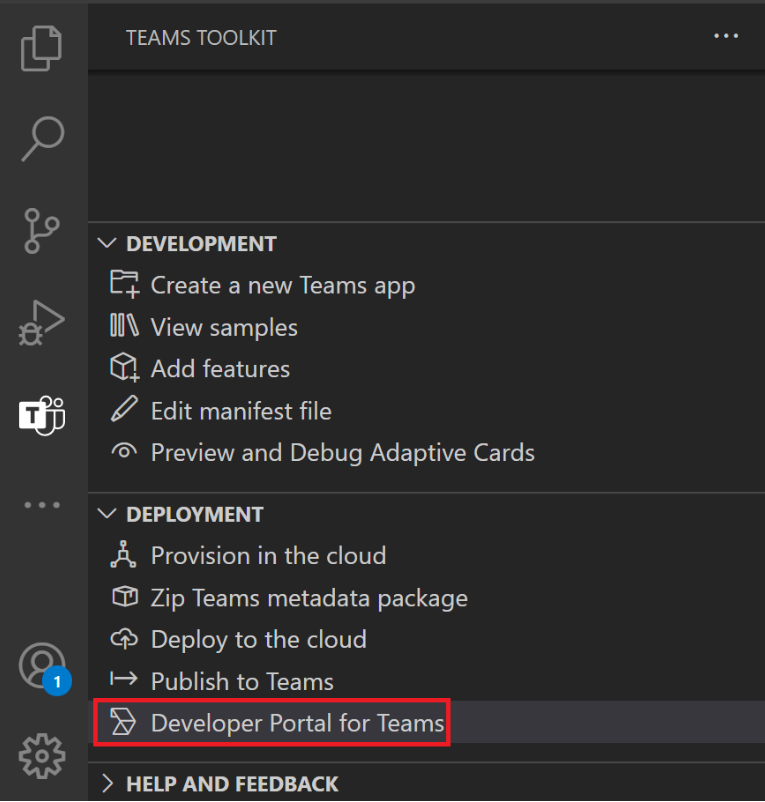 TEAMS TOOLKIT
DEVELOPMENT
Create a new Teams app
View samples
Add features
Edit manifest file
Preview and Debug Adaptive Cards
DEPLOYMENT
Provision in the cloud
Zip Teams metadata package
Deploy to the cloud
Publish to Teams
1
Developer Portal for Teams
HELP AND FEEDBACK
T